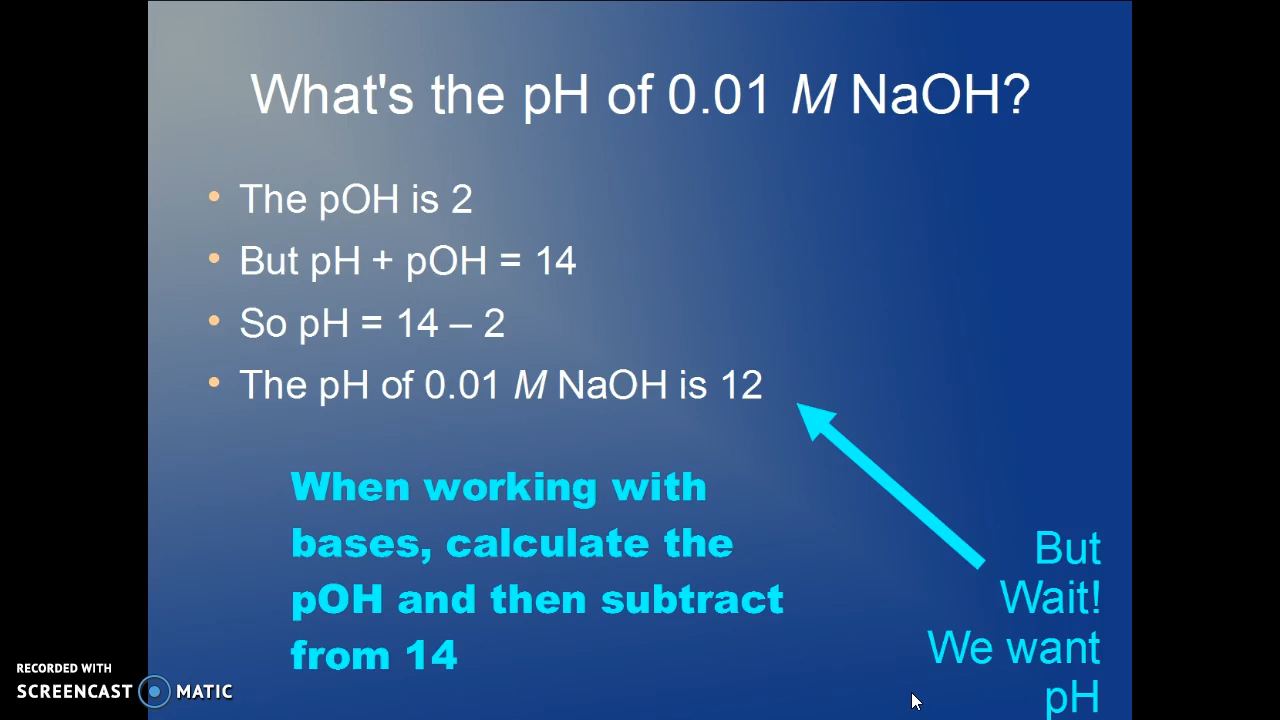 What's the pH of 0.01 M NaOH?
• The pOH is 2
• But pH + pOH = 14
• So pH = 14 – 2
• The pH of 0.01 M NaOH is 12
When working with
bases, calculate the
pOH and then subtract
from 14
But
Wait!
We want
pH
RECORDED WITH
SCREENCAST MATIC